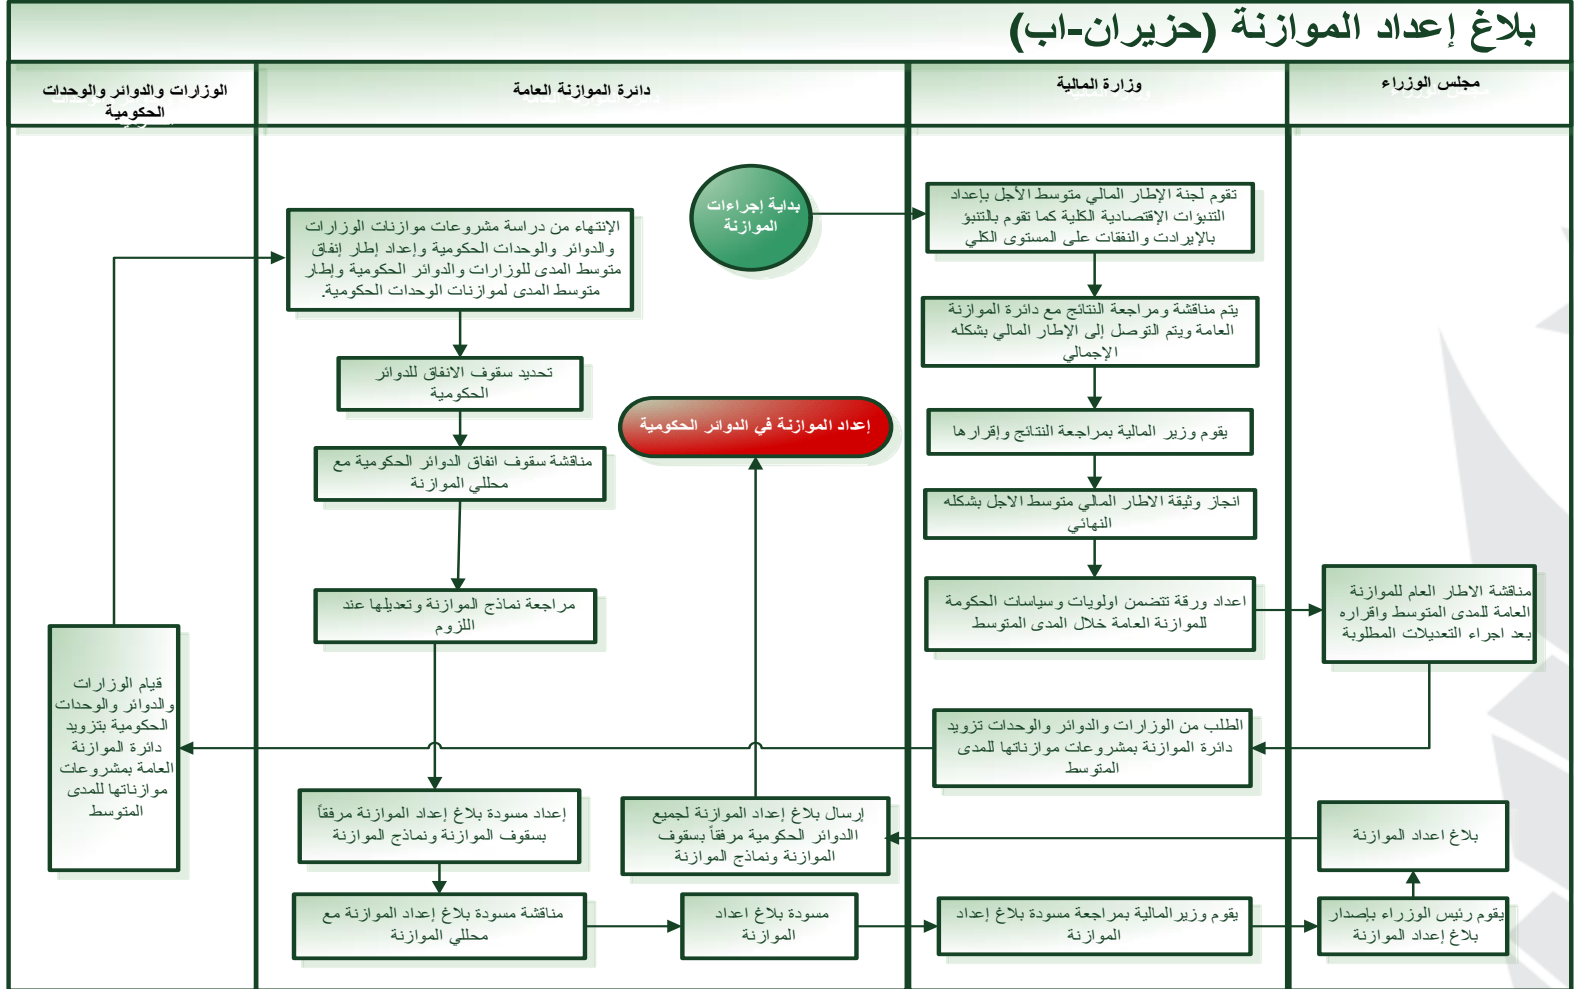 بلاغ إعداد الموازنة (حزيران-اب)
مجلس الوزراء
وزارة المالية
دائرة الموازنة العامة
الوزارات والدوائر والوحدات
الحكومية
بداية إجراءات
الموازنة
تقوم لجنة الإطار المالي متوسط الأجل بإعداد
التنبؤات الإقتصادية الكلية كما تقوم بالتنبؤ
بالإيرادت والنفقات على المستوى الكلي
يتم مناقشة ومراجعة النتائج مع دائرة الموازنة
العامة ويتم التوصل إلى الإطار المالي بشكله
الإجمالي
يقوم وزير المالية بمراجعة النتائج وإقرارها
انجاز وثيقة الاطار المالي متوسط الاجل بشكله
النهائي
اعداد ورقة تتضمن اولويات وسياسات الحكومة
للموازنة العامة خلال المدى المتوسط
مناقشة الاطار العام للموازنة
العامة للمدى المتوسط واقراره
بعد اجراء التعديلات المطلوبة
الطلب من الوزارات والدوائر والوحدات تزويد
دائرة الموازنة بمشروعات موازناتها للمدى
المتوسط
قيام الوزارات
والدوائر والوحدات
الحكومية بتزويد
دائرة الموازنة
العامة بمشروعات
موازناتها للمدى
المتوسط
الإنتهاء من دراسة مشروعات موازنات الوزارات
والدوائر والوحدات الحكومية وإعداد إطار إنفاق
متوسط المدى للوزارات والدوائر الحكومية وإطار
متوسط المدى لموازنات الوحدات الحكومية.
تحديد سقوف الانفاق للدوائر
الحكومية
مناقشة سقوف انفاق الدوائر الحكومية مع
محللي الموازنة
مراجعة نماذج الموازنة وتعديلها عند
اللزوم
إعداد مسودة بلاغ إعداد الموازنة مرفقاً
بسقوف الموازنة ونماذج الموازنة
مناقشة مسودة بلاغ إعداد الموازنة مع
محللي الموازنة
مسودة بلاغ اعداد
الموازنة
يقوم وزيرالمالية بمراجعة مسودة بلاغ إعداد
الموازنة
يقوم رئيس الوزراء بإصدار
بلاغ إعداد الموازنة
بلاغ اعداد الموازنة
إرسال بلاغ إعداد الموازنة لجميع
االدوائر الحكومية مرفقاً بسقوف
الموازنة ونماذج الموازنة
إعداد الموازنة في الدوائر الحكومية